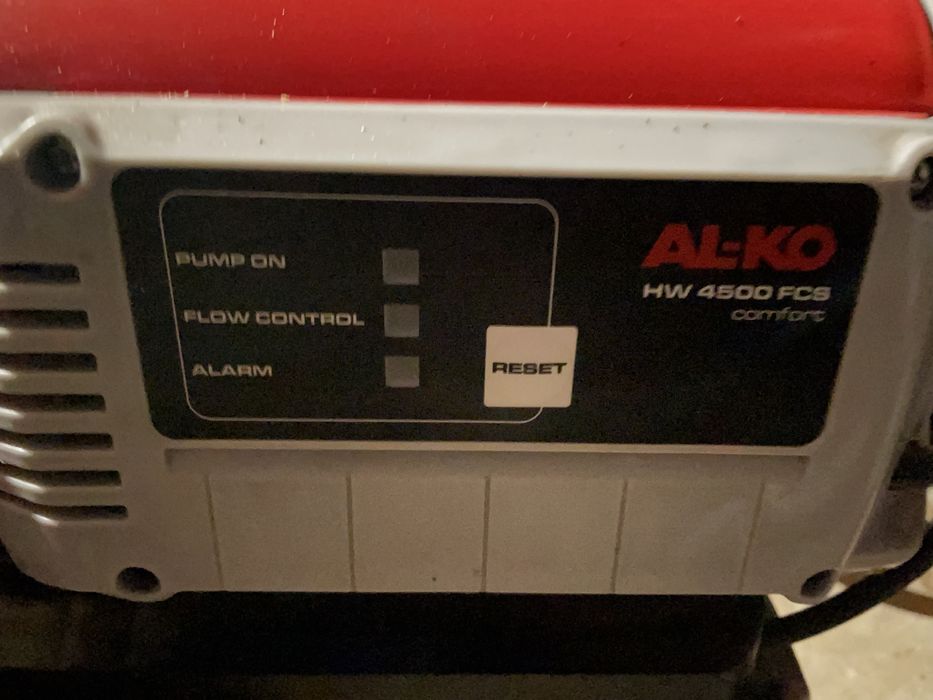 PUMP ON
FLOW CONTROL
ALARM
RESET
AL-KO
HW 4500 FCS
comfort